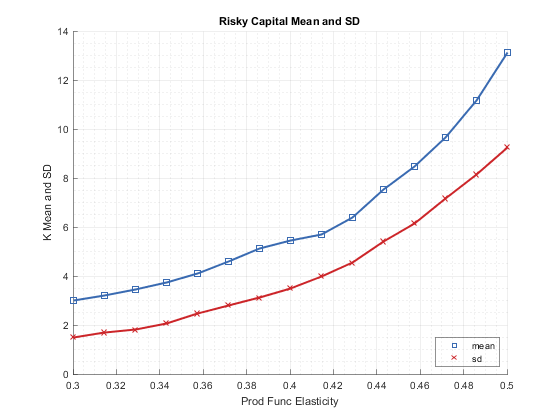 Risky Capital Mean and SD
14
12
10
8
6
4
2
0
K Mean and SD
mean
sd
0.3 0.32 0.34 0.36 0.38 0.4 0.42 0.44 0.46 0.48 0.5
Prod Func Elasticity